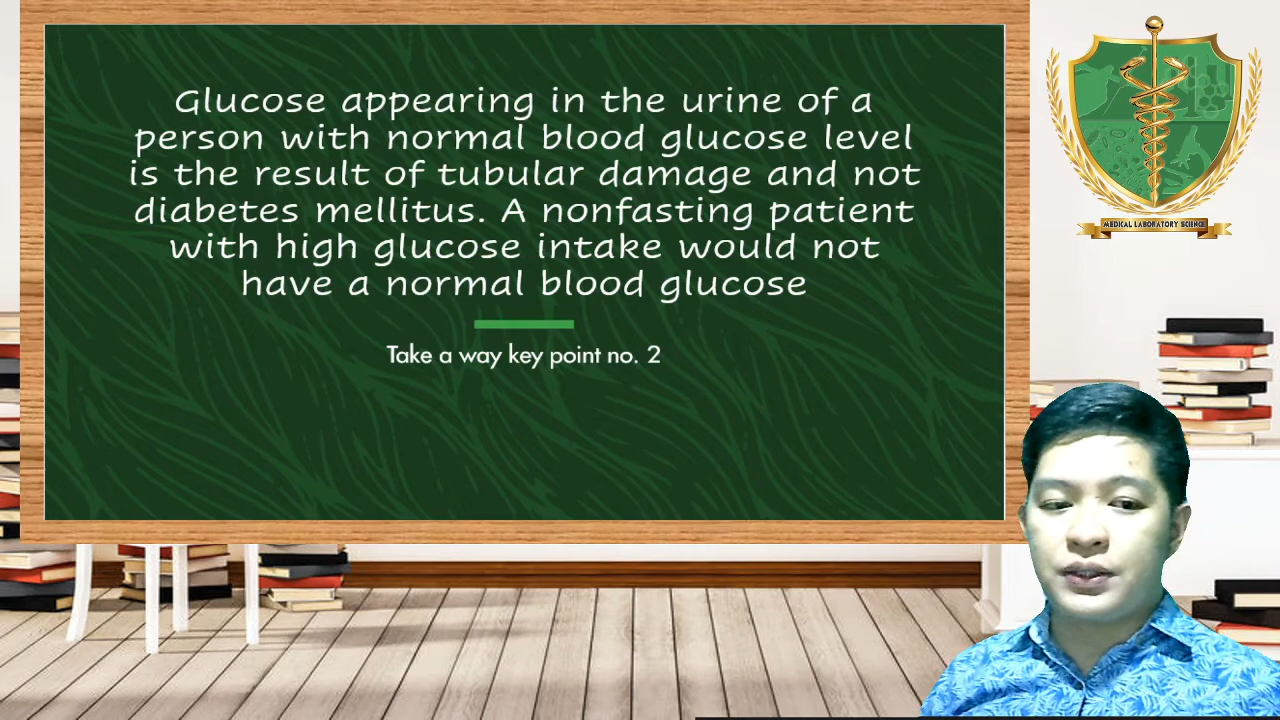 Glucose appearing in the urine of a
person with normal blood glucose level
is the result of tubular damage and not
diabetes mellitus. A nonfasting patient
with high glucose intake would not
have a normal blood glucose
Take a way key point no. 2
MEDICAL LABORATORY SCIENCE